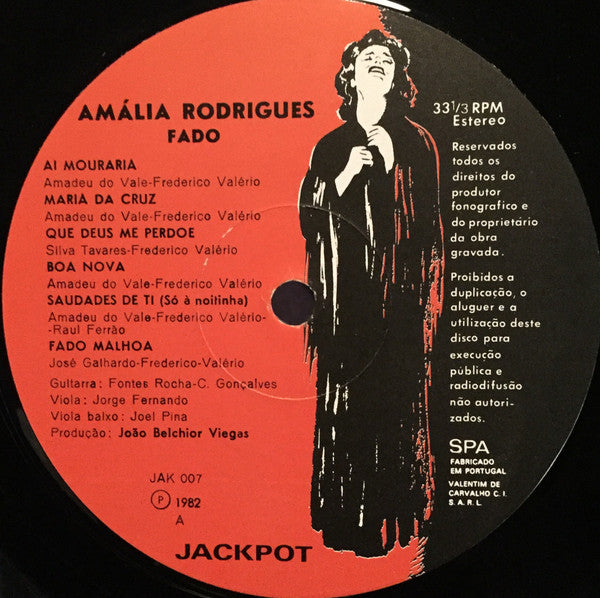 AMÁLIA RODRIGUES
FADO
AI MOURARIA
Amadeu do Vale-Frederico Valério
MARIA DA CRUZ
Amadeu do Vale-Frederico Valério
QUE DEUS ME PERDOE
Silva Tavares-Frederico Valério
BOA NOVA
Amadeu do Vale-Frederico Valério
SAUDADES DE TI (Só à noitinha)
Amadeu do Vale-Frederico Valério-
-Raul Ferrão
FADO MALHOA
José Galhardo-Frederico-Valério
Guitarra: Fontes Rocha-C. Gonçalves
Viola: Jorge Fernando
Viola baixo: Joel Pina
Produção: João Belchior Viegas
JAK 007
Ⓟ 1982
A
JACKPOT
33 1/3 RPM
Estereo
Reservados
todos os
direitos do
produtor
fonografico e
do proprietário
da obra
gravada.
Proibidos a
duplicação, o
aluguer e a
utilização deste
disco para
execução
pública e
radiodifusão
não autori-
zados.
SPA
FABRICADO
EM PORTUGAL
VALENTIM DE
CARVALHO C. I.
S. A. R. L.